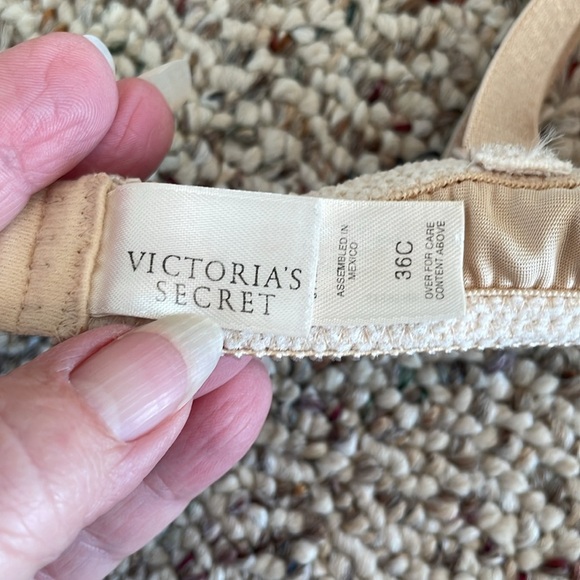 VICTORIA'S
SECRET
ASSEMBLED IN
MEXICO
36C
OVER FOR CARE
CONTENT ABOVE